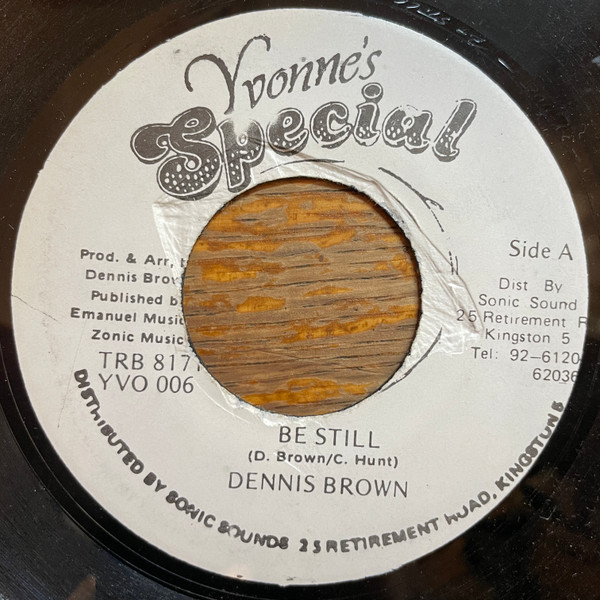 Yvonne's
Special
Side A
Prod. & Arr.
Dennis Brow
Published b
Emanuel Music
Zonic Music
TRB 817
YVO 006
Dist By
Sonic Sound
25 Retirement R
Kingston 5
Tel: 92-6120
6203
BE STILL
(D. Brown/C. Hunt)
DENNIS BROWN
DISTRIBUTED BY SONIC SOUNDS 25 RETIREMENT ROAD, KINGSTON 5